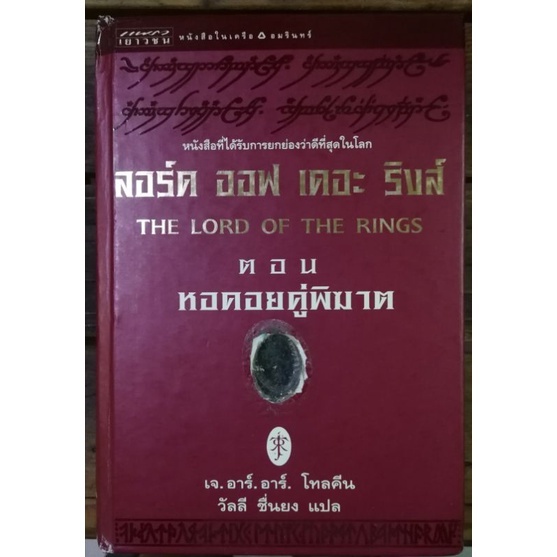 แพรว
เยาวชน หนังสือในเครือ อมรินทร์
หนังสือที่ได้รับการยกย่องว่าดีที่สุดในโลก
ลอร์ด ออฟ เดอะ ริงส์
THE LORD OF THE RINGS
ตอน
หอคอยคู่พิฆาต
เจ.อาร์.อาร์. โทลคีน
วัลลี ชื่นยง แปล